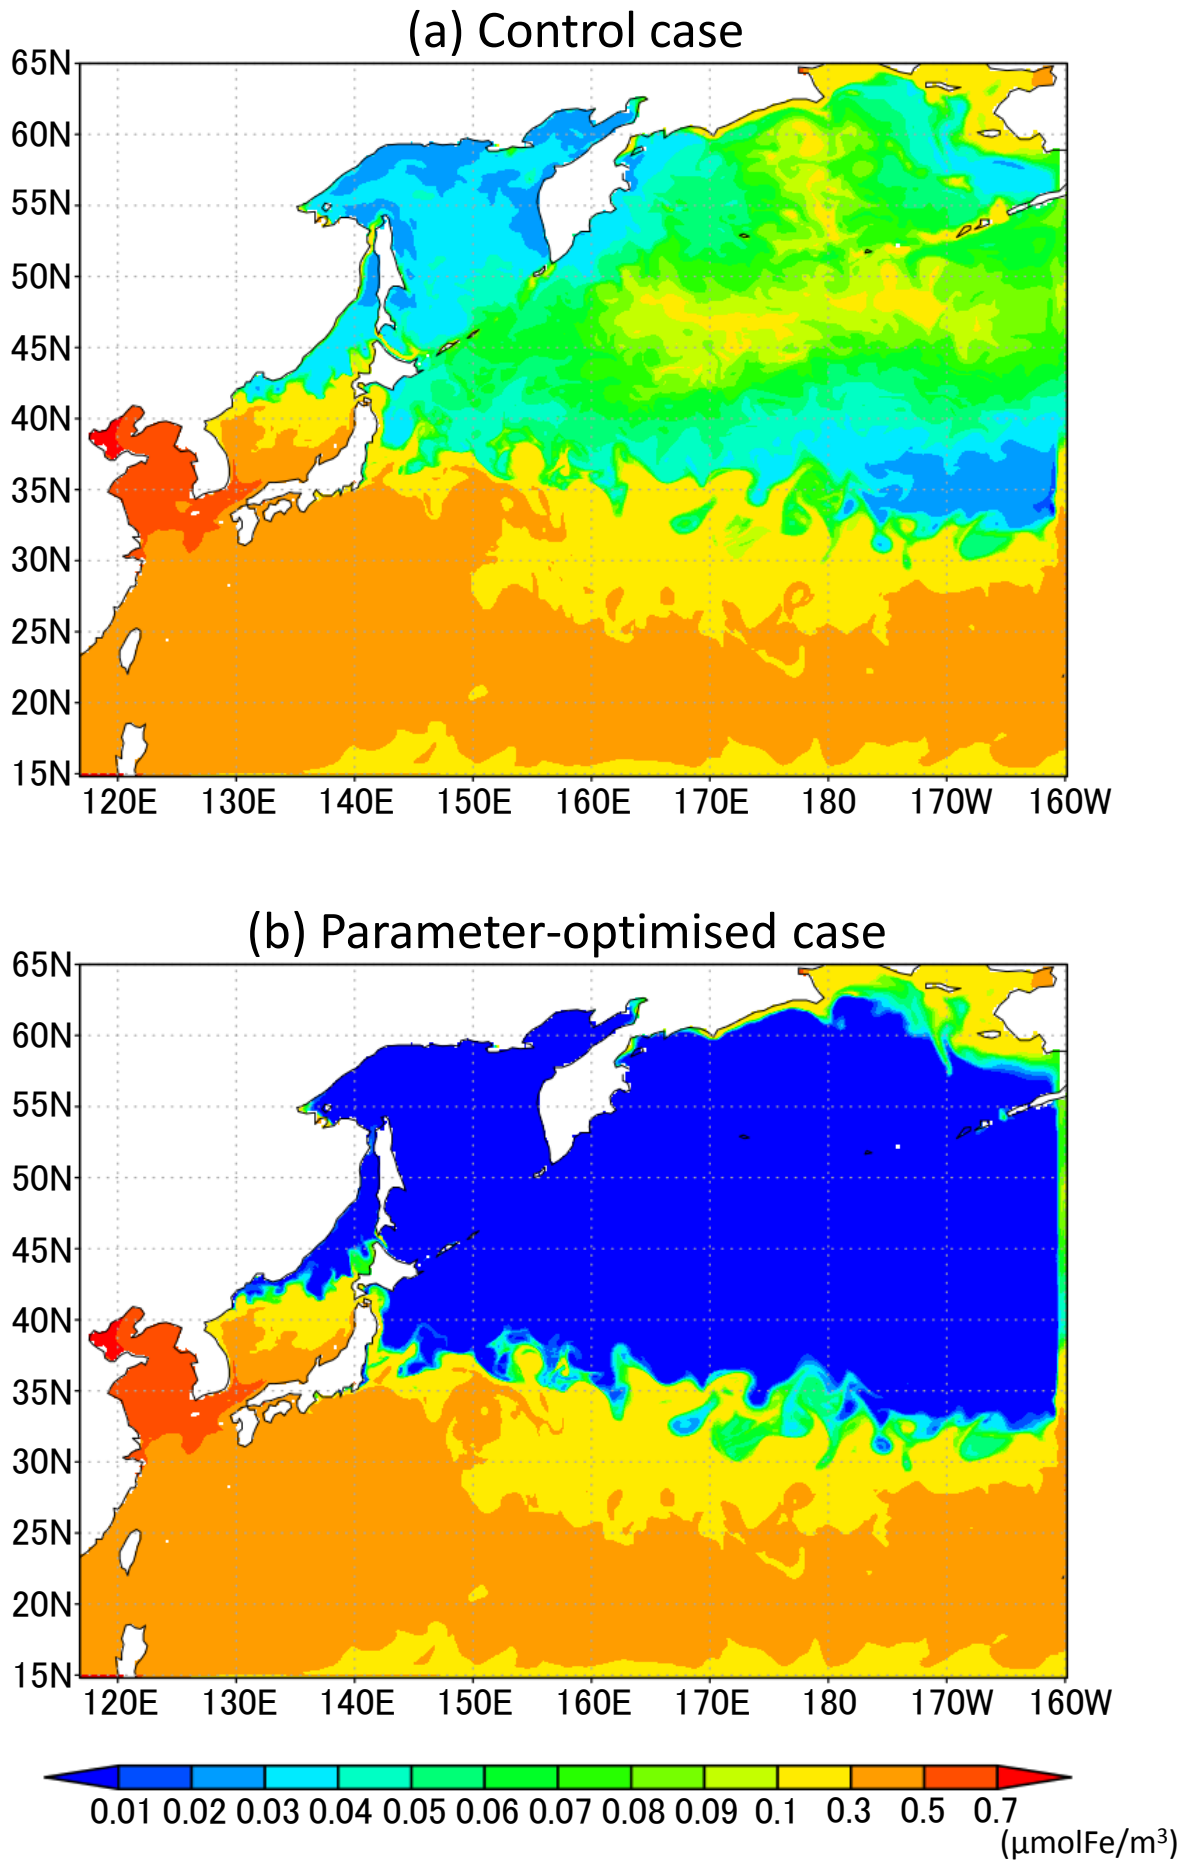 (a) Control case
65N
60N
55N
50N
45N
40N
35N
30N
25N
20N
15N
120E 130E 140E 150E 160E 170E 180 170W 160W
(b) Parameter-optimised case
65N
60N
55N
50N
45N
40N
35N
30N
25N
20N
15N
120E 130E 140E 150E 160E 170E 180 170W 160W
0.01 0.02 0.03 0.04 0.05 0.06 0.07 0.08 0.09 0.1 0.3 0.5 0.7
(μmolFe/m³)